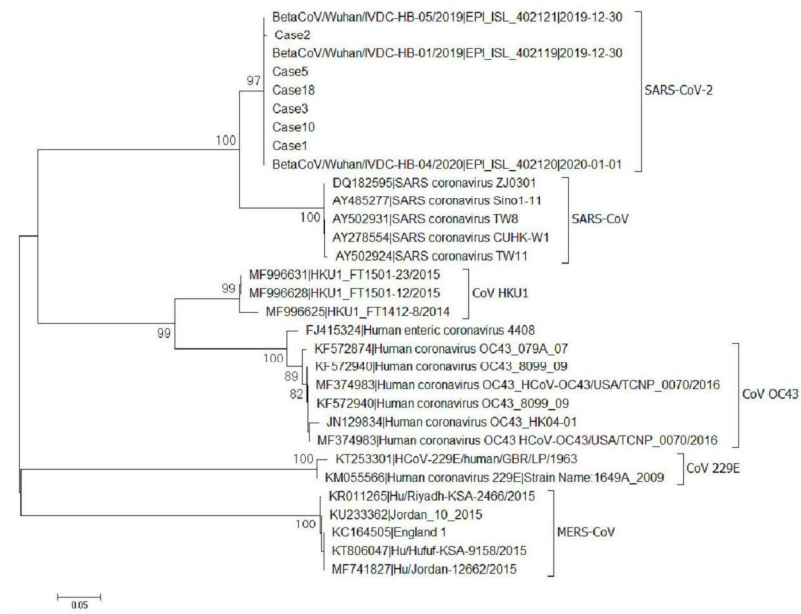 BetaCoV/Wuhan/IVDC-HB-05/2019|EPI_ISL_402121|2019-12-30
Case2
BetaCoV/Wuhan/IVDC-HB-01/2019|EPI_ISL_402119|2019-12-30
97
Case5
Case18
SARS-CoV-2
Case3
Case10
100
Case1
BetaCoV/Wuhan/IVDC-HB-04/2020|EPI_ISL_402120|2020-01-01
DQ182595|SARS coronavirus ZJ0301
AY485277|SARS coronavirus Sino1-11
100
AY502931|SARS coronavirus TW8
SARS-CoV
AY278554|SARS coronavirus CUHK-W1
AY502924|SARS coronavirus TW11
MF996631|HKU1_FT1501-23/2015
99
MF996628|HKU1_FT1501-12/2015
CoV HKU1
MF996625|HKU1_FT1412-8/2014
99
FJ415324|Human enteric coronavirus 4408
100
KF572874|Human coronavirus OC43_079A_07
KF572940|Human coronavirus OC43_8099_09
89
MF374983|Human coronavirus OC43_HCoV-OC43/USA/TCNP_0070/2016
82
CoV OC43
KF572940|Human coronavirus OC43_8099_09
JN129834|Human coronavirus OC43_HK04-01
MF374983|Human coronavirus OC43 HCoV-OC43/USA/TCNP_0070/2016
100
KT253301|HCoV-229E/human/GBR/LP/1963
CoV 229E
KM055566|Human coronavirus 229E|Strain Name:1649A_2009
KR011265|Hu/Riyadh-KSA-2466/2015
KU233362|Jordan_10_2015
100
KC164505|England 1
MERS-CoV
KT806047|Hu/Hufuf-KSA-9158/2015
MF741827|Hu/Jordan-12662/2015
0.05